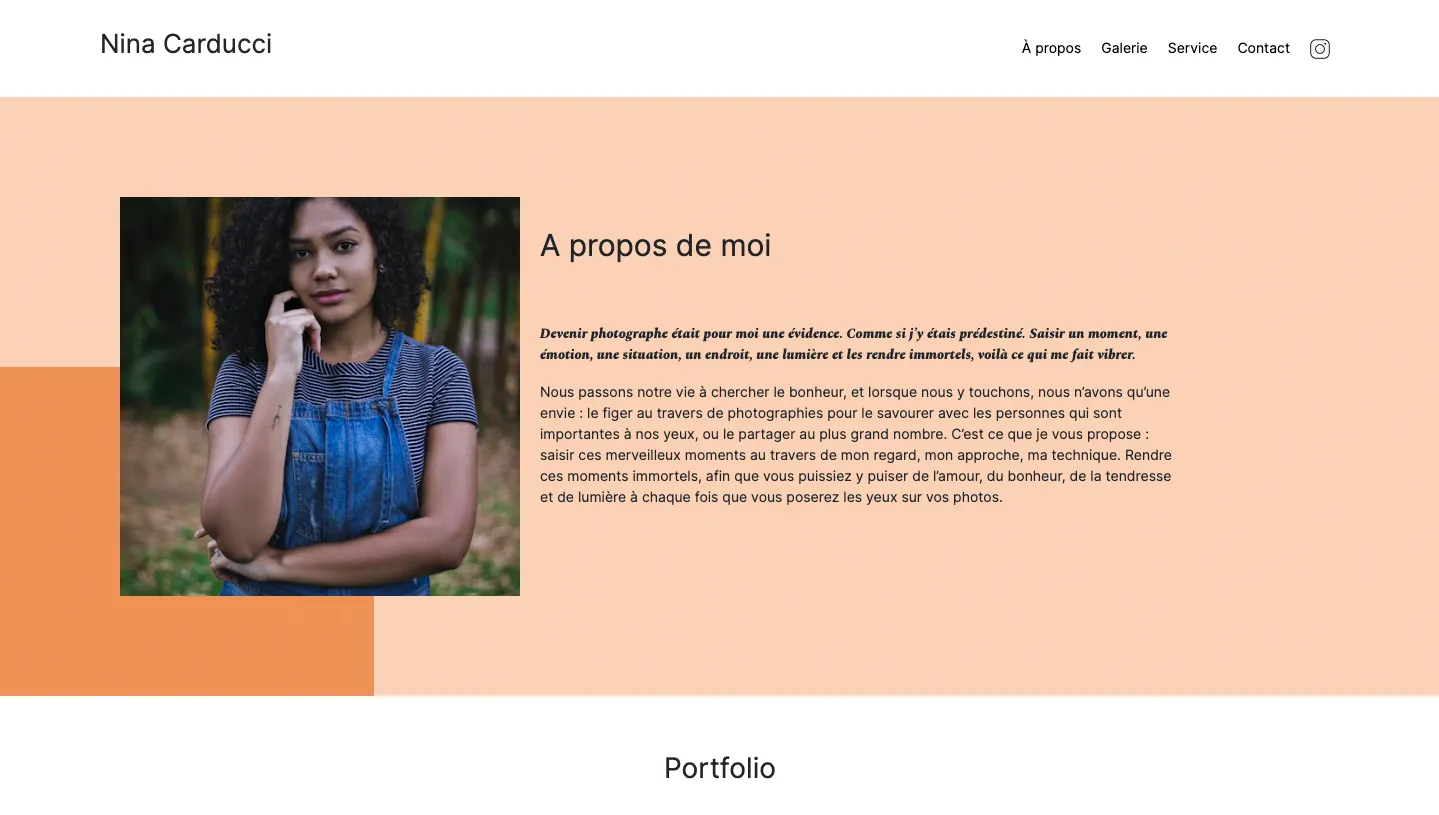 Nina Carducci
À propos
Galerie
Service
Contact
A propos de moi
Devenir photographe était pour moi une évidence. Comme si j’y étais prédestiné. Saisir un moment, une
émotion, une situation, un endroit, une lumière et les rendre immortels, voilà ce qui me fait vibrer.
Nous passons notre vie à chercher le bonheur, et lorsque nous y touchons, nous n’avons qu’une
envie : le figer au travers de photographies pour le savourer avec les personnes qui sont
importantes à nos yeux, ou le partager au plus grand nombre. C’est ce que je vous propose :
saisir ces merveilleux moments au travers de mon regard, mon approche, ma technique. Rendre
ces moments immortels, afin que vous puissiez y puiser de l’amour, du bonheur, de la tendresse
et de lumière à chaque fois que vous poserez les yeux sur vos photos.
Portfolio